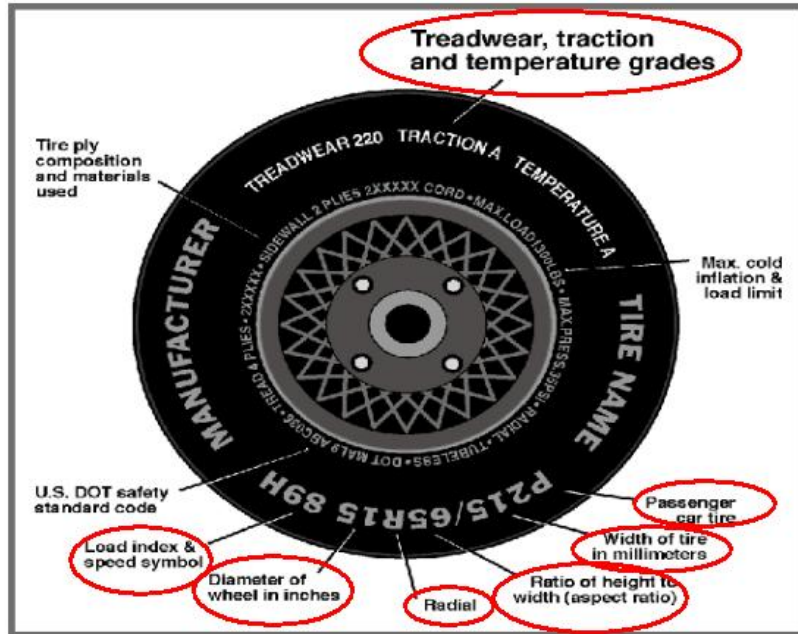 Treadwear, traction
and temperature grades
Tire ply
composition
and materials
used
TREADWEAR 220 TRACTION A TEMPERATURE A
MANUFACTURER
TIRE NAME
TREAD 4 PLIES • 2XXXXX • SIDEWALL 2 PLIES 2XXXXX CORD • MAX.LOAD1300LBS • MAX.PRESS.35PSI • RADIAL • TUBELESS • DOT MAL9 ABC036 •
Max. cold
inflation &
load limit
U.S. DOT safety
standard code
P215/65R15 89H
Passenger
car tire
Load index &
speed symbol
Width of tire
in millimeters
Diameter of
wheel in inches
Radial
Ratio of height to
width (aspect ratio)